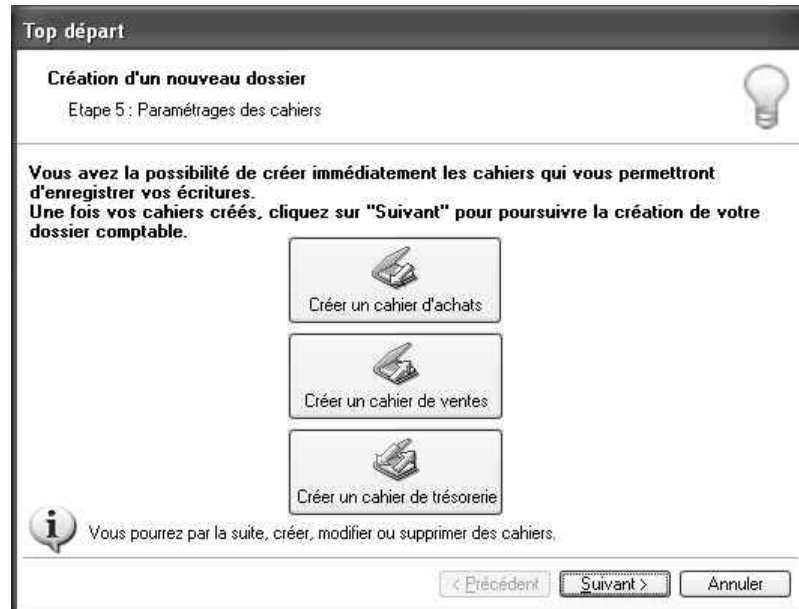 Top départ
Création d'un nouveau dossier
Etape 5 : Paramétrages des cahiers
Vous avez la possibilité de créer immédiatement les cahiers qui vous permettront
d'enregistrer vos écritures.
Une fois vos cahiers créés, cliquez sur "Suivant" pour poursuivre la création de votre
dossier comptable.
Créer un cahier d'achats
Créer un cahier de ventes
Créer un cahier de trésorerie
Vous pourrez par la suite, créer, modifier ou supprimer des cahiers.
< Précédent Suivant > Annuler